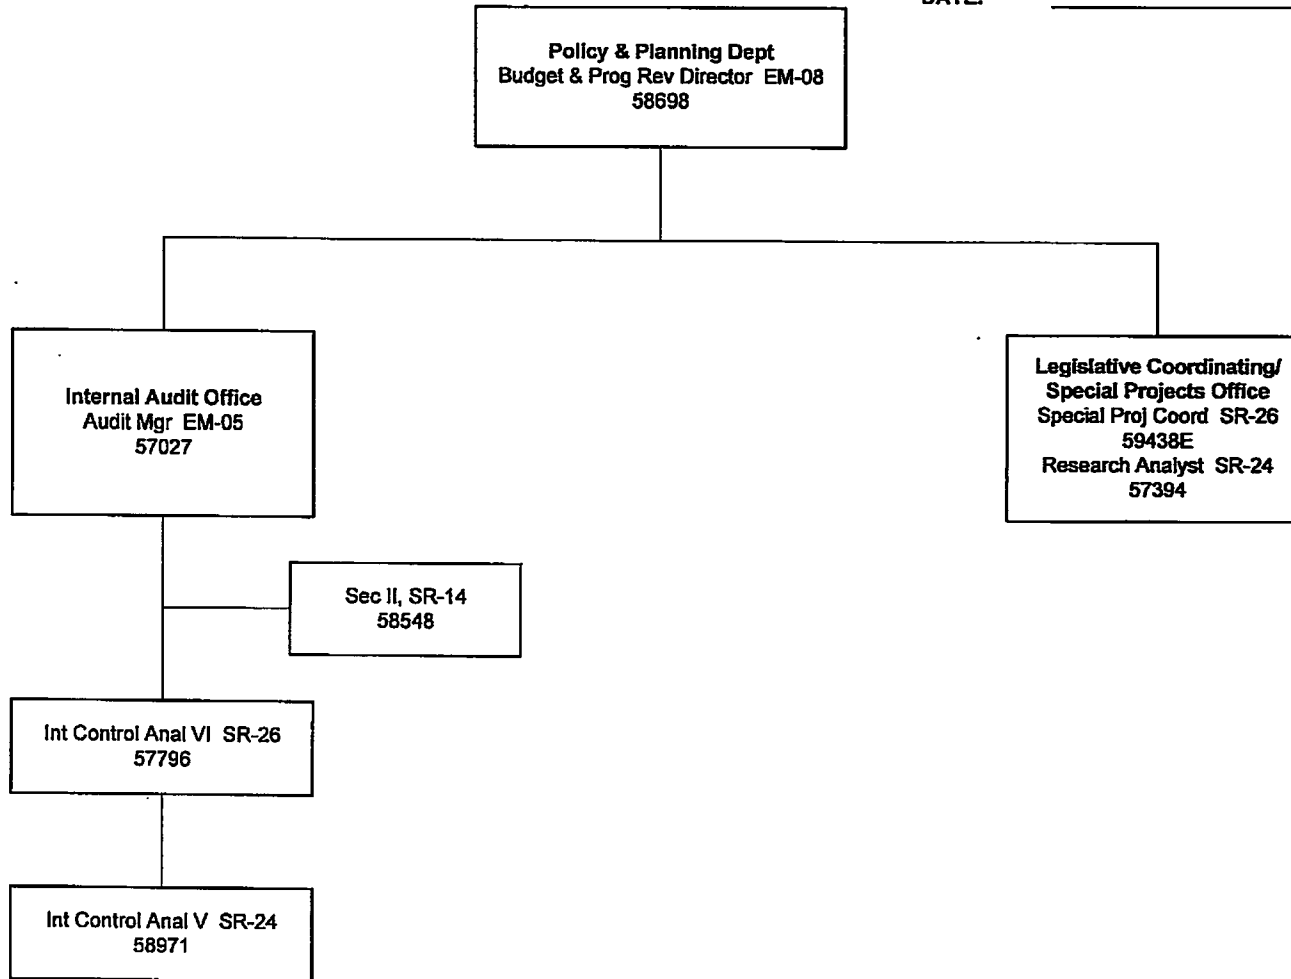 DATE:
Policy & Planning Dept
Budget & Prog Rev Director EM-08
58698
Internal Audit Office
Audit Mgr EM-05
57027
Legislative Coordinating/
Special Projects Office
Special Proj Coord SR-26
59438E
Research Analyst SR-24
57394
Sec II, SR-14
58548
Int Control Anal VI SR-26
57796
Int Control Anal V SR-24
58971